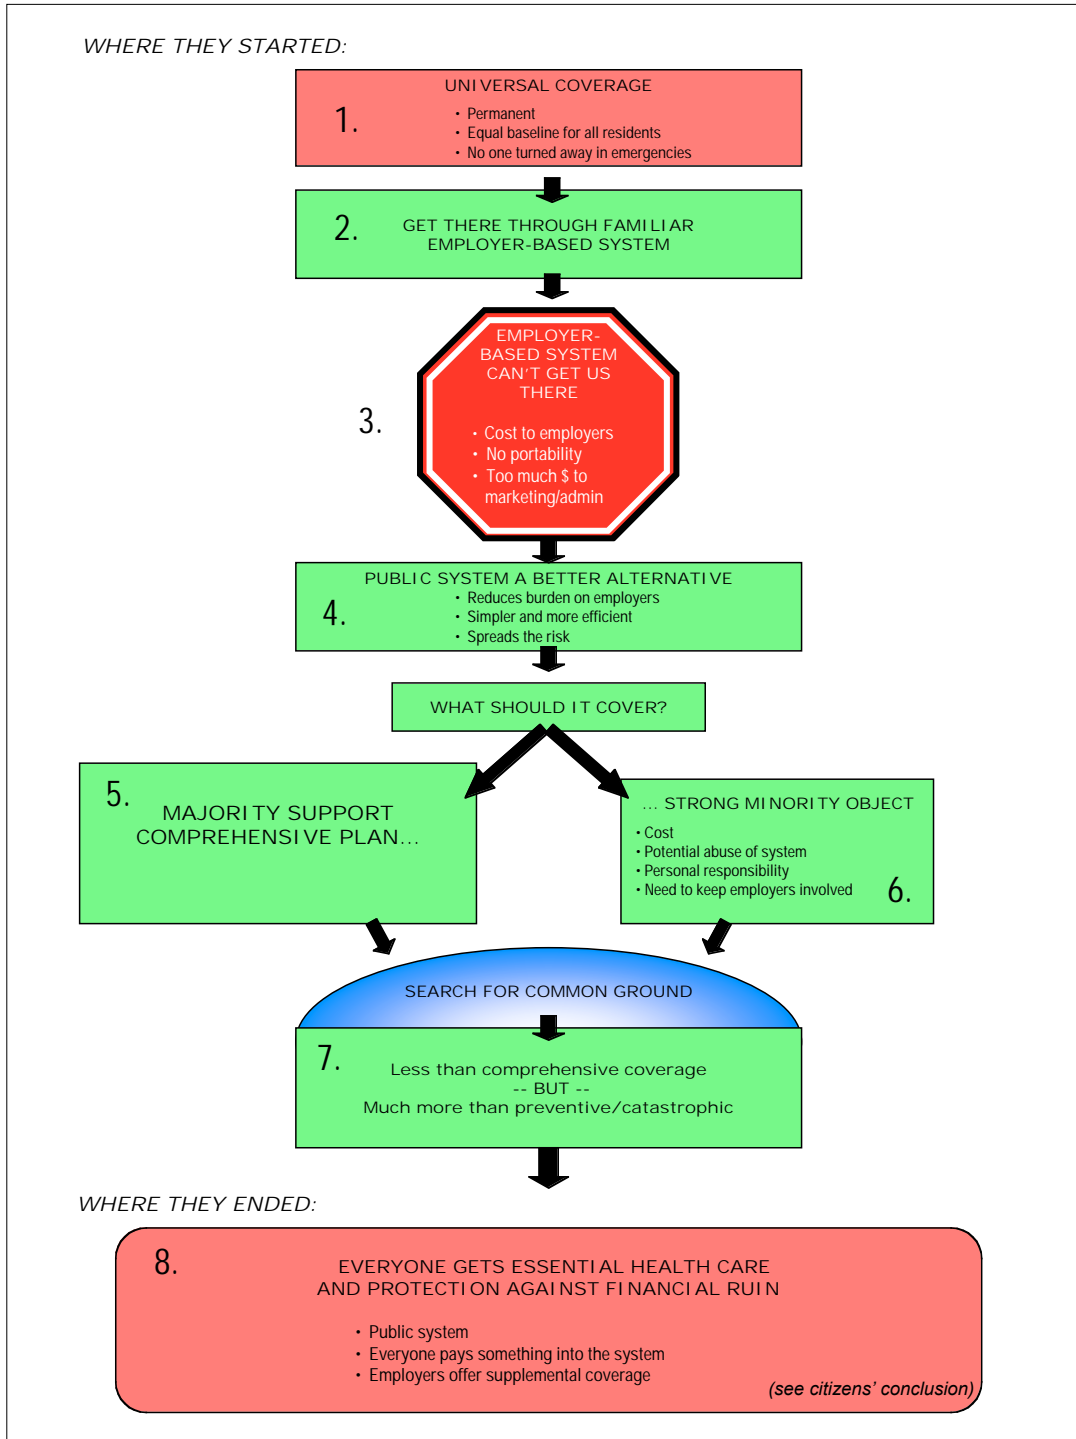 WHERE THEY STARTED:
1.
UNIVERSAL COVERAGE
• Permanent
• Equal baseline for all residents
• No one turned away in emergencies
2.
GET THERE THROUGH FAMILIAR
EMPLOYER-BASED SYSTEM
3.
EMPLOYER-
BASED SYSTEM
CAN'T GET US
THERE
• Cost to employers
• No portability
• Too much $ to
marketing/admin
4.
PUBLIC SYSTEM A BETTER ALTERNATIVE
• Reduces burden on employers
• Simpler and more efficient
• Spreads the risk
WHAT SHOULD IT COVER?
5.
MAJORITY SUPPORT
COMPREHENSIVE PLAN...
... STRONG MINORITY OBJECT
• Cost
• Potential abuse of system
• Personal responsibility
• Need to keep employers involved
6.
SEARCH FOR COMMON GROUND
7.
Less than comprehensive coverage
-- BUT --
Much more than preventive/catastrophic
WHERE THEY ENDED:
8.
EVERYONE GETS ESSENTIAL HEALTH CARE
AND PROTECTION AGAINST FINANCIAL RUIN
• Public system
• Everyone pays something into the system
• Employers offer supplemental coverage
(see citizens' conclusion)